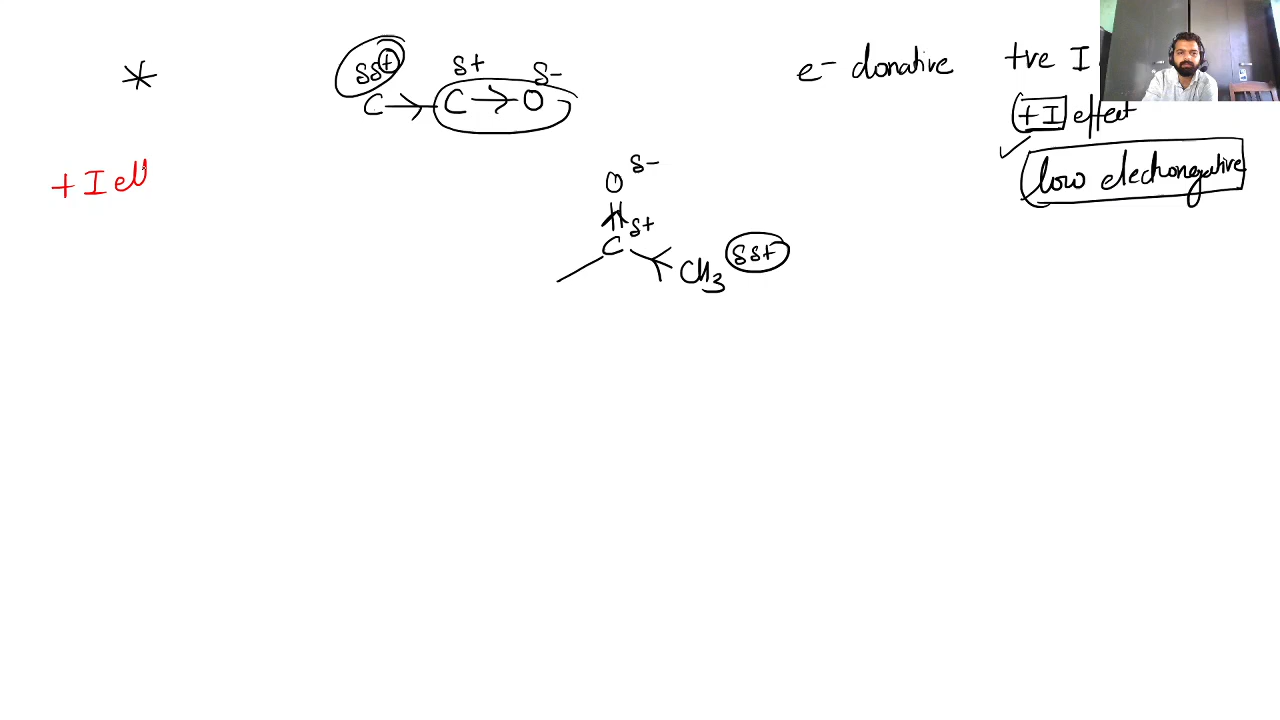 δδ+ δ+ δ-
C → C → O
e- donative +ve I
+I effect
low electronegative
+ I eff
O δ-
C δ+
CH3 δδ+